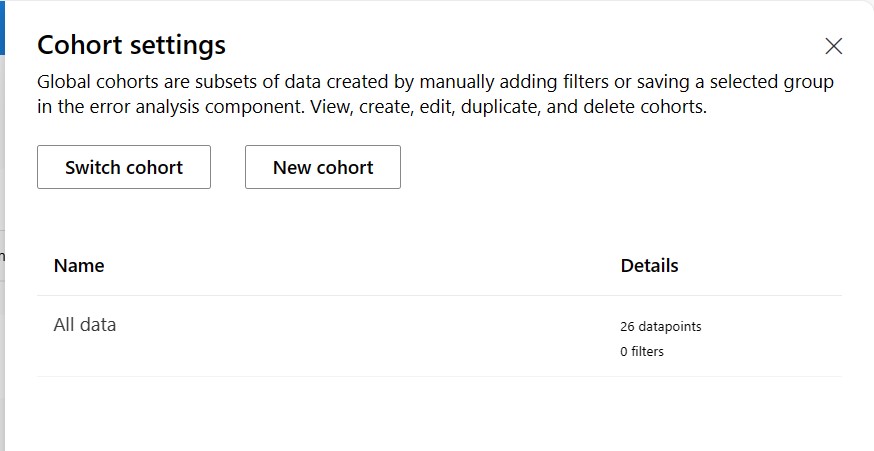 Cohort settings
Global cohorts are subsets of data created by manually adding filters or saving a selected group
in the error analysis component. View, create, edit, duplicate, and delete cohorts.
Switch cohort
New cohort
Name
Details
All data
26 datapoints
0 filters